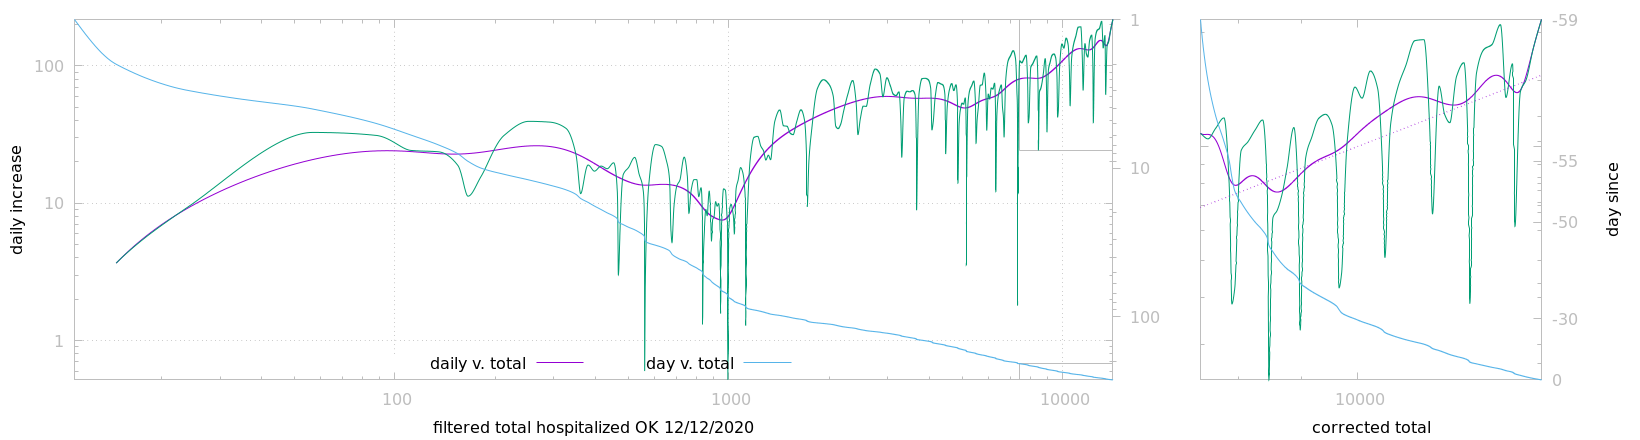 daily increase
100
10
1
100
1000
10000
1
10
100
daily v. total
day v. total
filtered total hospitalized OK 12/12/2020
-59
-55
-50
-30
0
day since
10000
corrected total